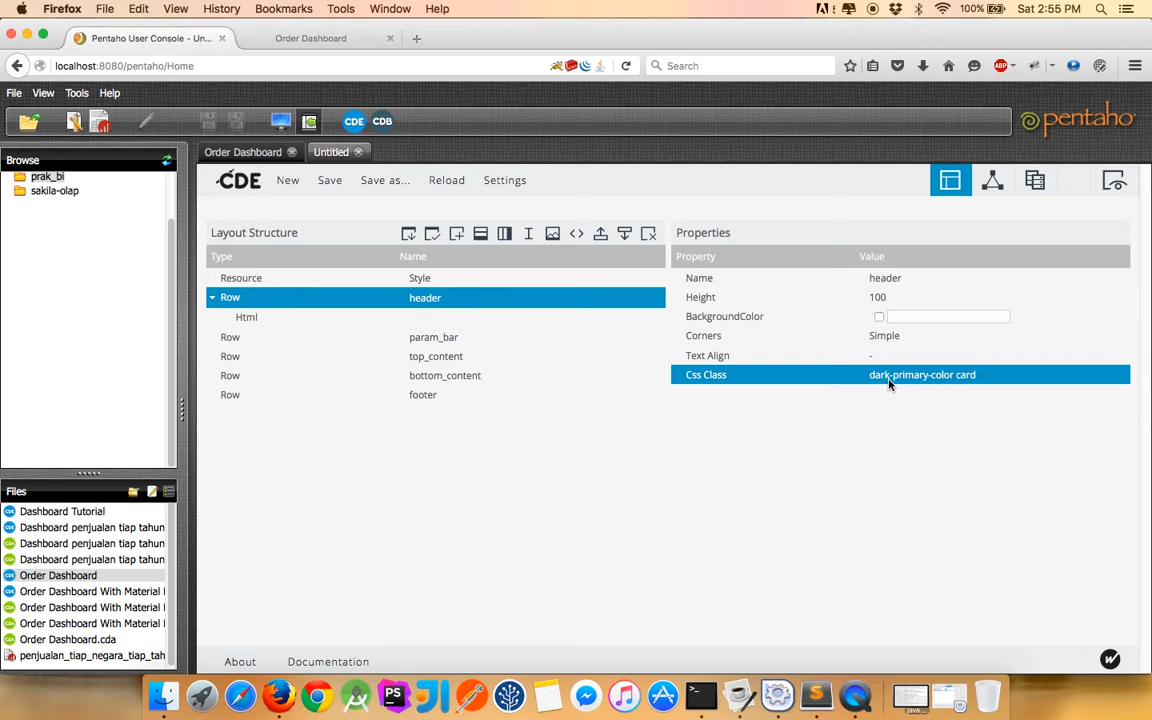 Firefox File Edit View History Bookmarks Tools Window Help 100% Sat 2:55 PM
Pentaho User Console - Un... Order Dashboard
localhost:8080/pentaho/Home Search ABP
File View Tools Help
CDE CDB pentaho
Browse Order Dashboard Untitled
prak_bi
sakila-olap
CDE New Save Save as... Reload Settings
Layout Structure Properties
Type Name Property Value
Resource Style Name header
Row header Height 100
Html BackgroundColor
Row param_bar Corners Simple
Row top_content Text Align -
Row bottom_content Css Class dark-primary-color card
Row footer
Files
Dashboard Tutorial
Dashboard penjualan tiap tahun
Dashboard penjualan tiap tahun
Dashboard penjualan tiap tahun
Order Dashboard
Order Dashboard With Material
Order Dashboard With Material
Order Dashboard With Material
Order Dashboard.cda
penjualan_tiap_negara_tiap_tah
About Documentation
PS
java